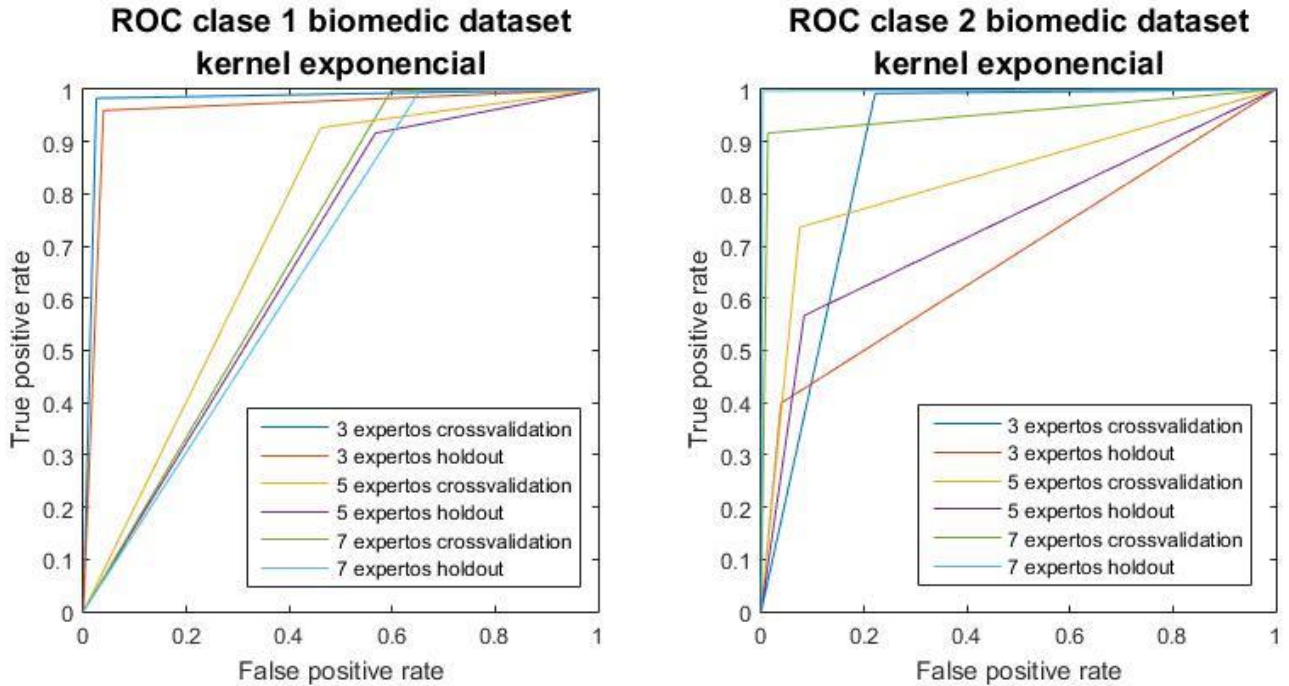 ROC clase 1 biomedic dataset
kernel exponencial
1
0.9
0.8
0.7
0.6
0.5
0.4
0.3
0.2
0.1
0
True positive rate
3 expertos crossvalidation
3 expertos holdout
5 expertos crossvalidation
5 expertos holdout
7 expertos crossvalidation
7 expertos holdout
0 0.2 0.4 0.6 0.8 1
False positive rate
ROC clase 2 biomedic dataset
kernel exponencial
1
0.9
0.8
0.7
0.6
0.5
0.4
0.3
0.2
0.1
0
True positive rate
3 expertos crossvalidation
3 expertos holdout
5 expertos crossvalidation
5 expertos holdout
7 expertos crossvalidation
7 expertos holdout
0 0.2 0.4 0.6 0.8 1
False positive rate